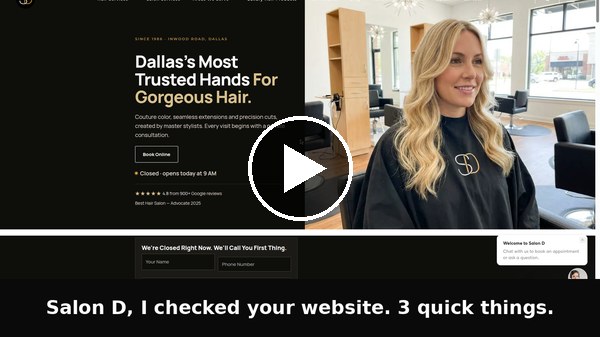 SINCE 1986 · INWOOD ROAD, DALLAS
Dallas's Most
Trusted Hands For
Gorgeous Hair.
Couture color, seamless extensions and precision cuts,
created by master stylists. Every visit begins with a
consultation.
Book Online
Closed · opens today at 9 AM
★★★★★ 4.8 from 900+ Google reviews
Best Hair Salon — Advocate 2025
We're Closed Right Now. We'll Call You First Thing.
Your Name
Phone Number
Welcome to Salon D
Chat with us to book an appointment
or ask a question.
Salon D, I checked your website. 3 quick things.